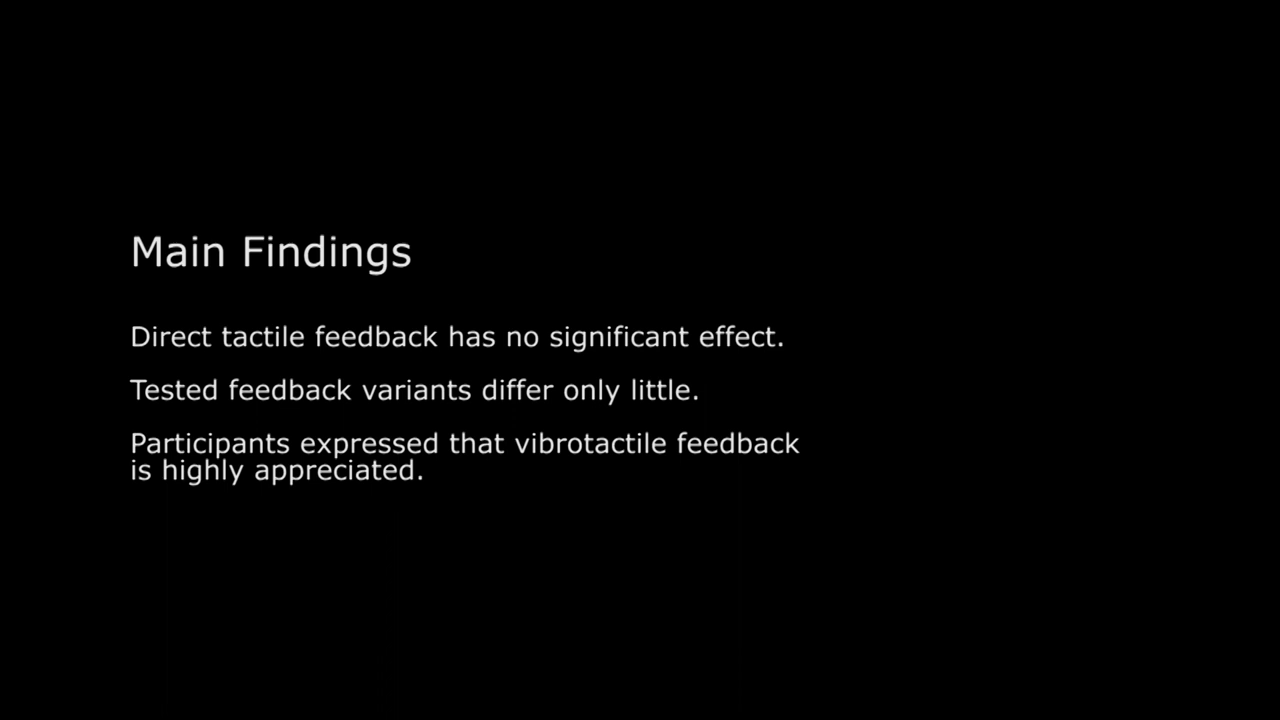 Main Findings
Direct tactile feedback has no significant effect.
Tested feedback variants differ only little.
Participants expressed that vibrotactile feedback
is highly appreciated.